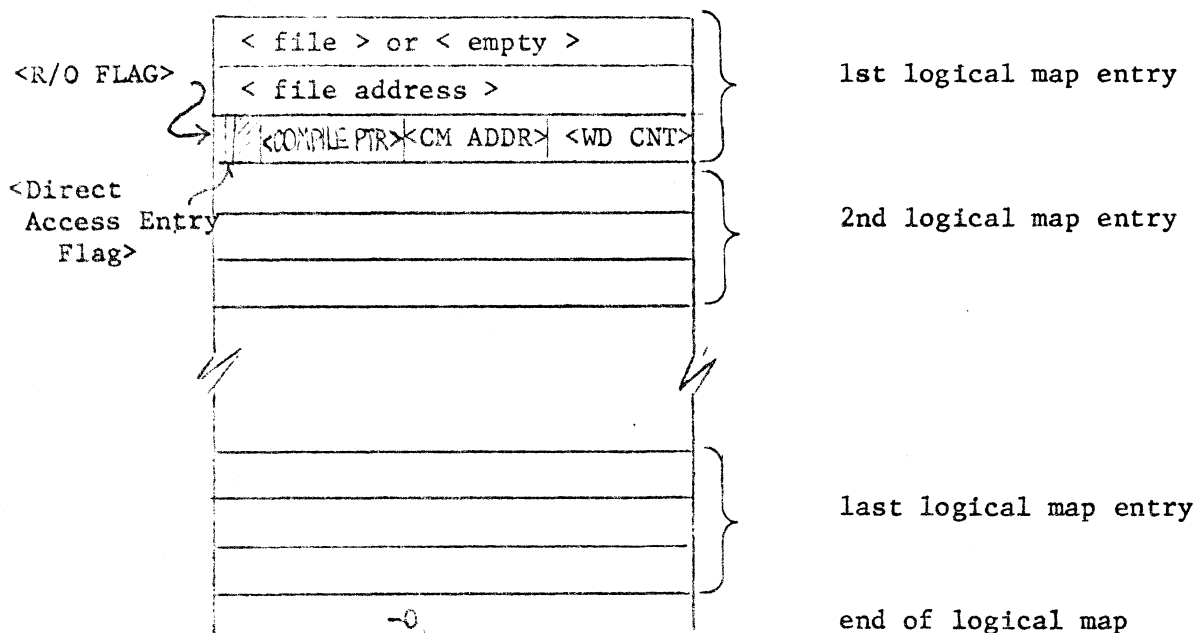 < file > or < empty >
<R/O FLAG>
1st logical map entry
< file address >
<COMPILE PTR> <CM ADDR> <WD CNT>
<Direct
Access Entry
Flag>
2nd logical map entry
last logical map entry
-0
end of logical map